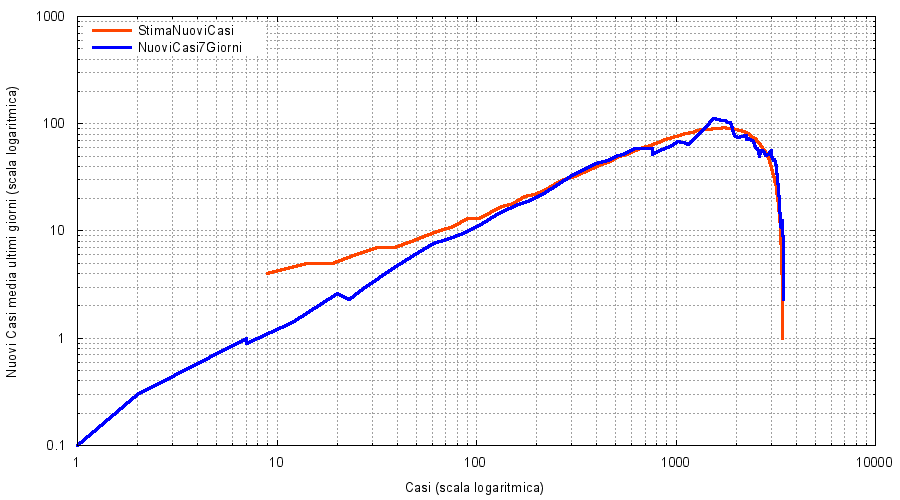 1000
StimaNuoviCasi
NuoviCasi7Giorni
100
10
1
0.1
Nuovi Casi media ultimi giorni (scala logaritmica)
1
10
100
1000
10000
Casi (scala logaritmica)